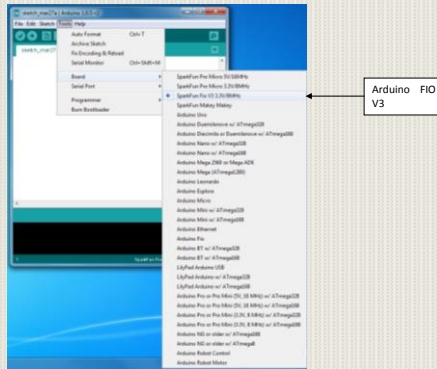 sketch_mar27a | Arduino 1.0.5-r2
File Edit Sketch Tools Help
Auto Format Ctrl+T
Archive Sketch
Fix Encoding & Reload
Serial Monitor Ctrl+Shift+M
Board
Serial Port
Programmer
Burn Bootloader
SparkFun Pro Micro 5V/16MHz
SparkFun Pro Micro 3.3V/8MHz
SparkFun Fio V3 3.3V/8MHz
SparkFun Makey Makey
Arduino Uno
Arduino Duemilanove w/ ATmega328
Arduino Diecimila or Duemilanove w/ ATmega168
Arduino Nano w/ ATmega328
Arduino Nano w/ ATmega168
Arduino Mega 2560 or Mega ADK
Arduino Mega (ATmega1280)
Arduino Leonardo
Arduino Esplora
Arduino Micro
Arduino Mini w/ ATmega328
Arduino Mini w/ ATmega168
Arduino Ethernet
Arduino Fio
Arduino BT w/ ATmega328
Arduino BT w/ ATmega168
LilyPad Arduino USB
LilyPad Arduino w/ ATmega328
LilyPad Arduino w/ ATmega168
Arduino Pro or Pro Mini (5V, 16 MHz) w/ ATmega328
Arduino Pro or Pro Mini (5V, 16 MHz) w/ ATmega168
Arduino Pro or Pro Mini (3.3V, 8 MHz) w/ ATmega328
Arduino Pro or Pro Mini (3.3V, 8 MHz) w/ ATmega168
Arduino NG or older w/ ATmega168
Arduino NG or older w/ ATmega8
Arduino Robot Control
Arduino Robot Motor
Arduino FIO
V3